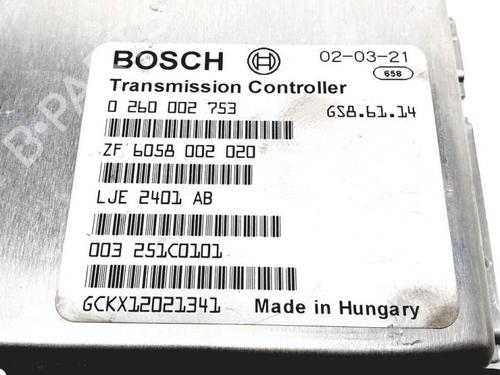 BOSCH 02-03-21
658
Transmission Controller
0 260 002 753 GS8.61.14
ZF 6058 002 020
LJE 2401 AB
003 251C0101
GCKX12021341 Made in Hungary
B-PA